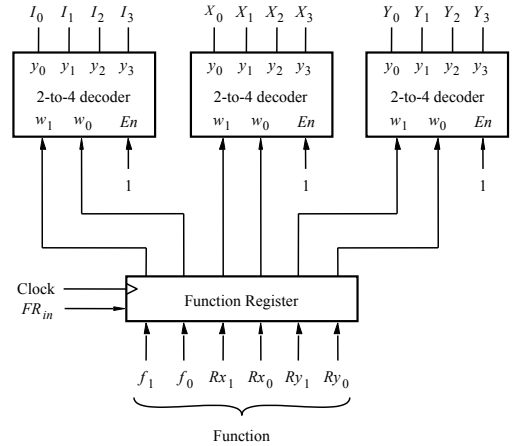 I0 I1 I2 I3 X0 X1 X2 X3 Y0 Y1 Y2 Y3
y0 y1 y2 y3 y0 y1 y2 y3 y0 y1 y2 y3
2-to-4 decoder 2-to-4 decoder 2-to-4 decoder
w1 w0 En w1 w0 En w1 w0 En
1 1 1
Clock
FRin
Function Register
f1 f0 Rx1 Rx0 Ry1 Ry0
Function